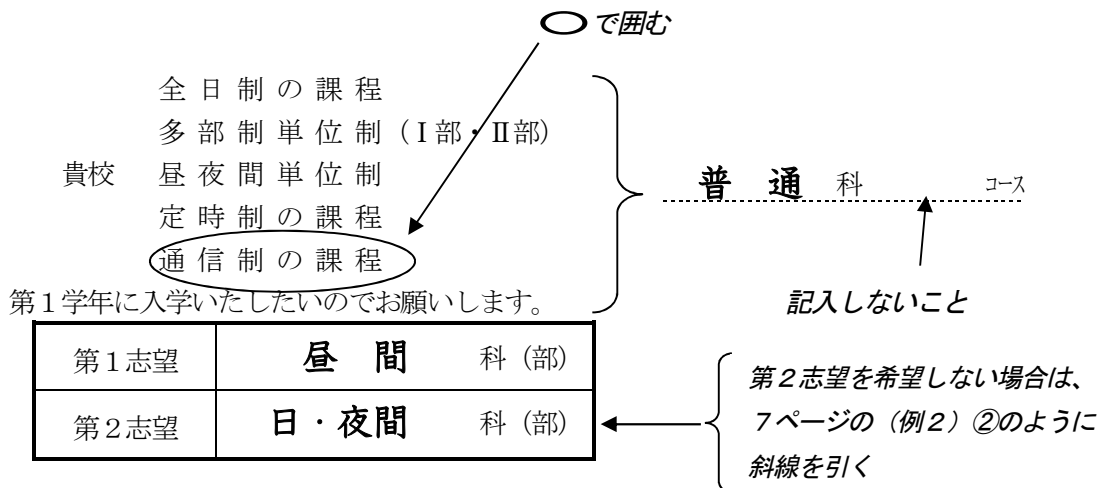 で囲む
全日制の課程
多部制単位制（Ⅰ部・Ⅱ部）
貴校 昼夜間単位制
普通科 コース
定時制の課程
通信制の課程
第１学年に入学いたしたいのでお願いします。
記入しないこと
第１志望 昼間 科（部）
第２志望 日・夜間 科（部）
第２志望を希望しない場合は、
７ページの（例２）②のように
斜線を引く